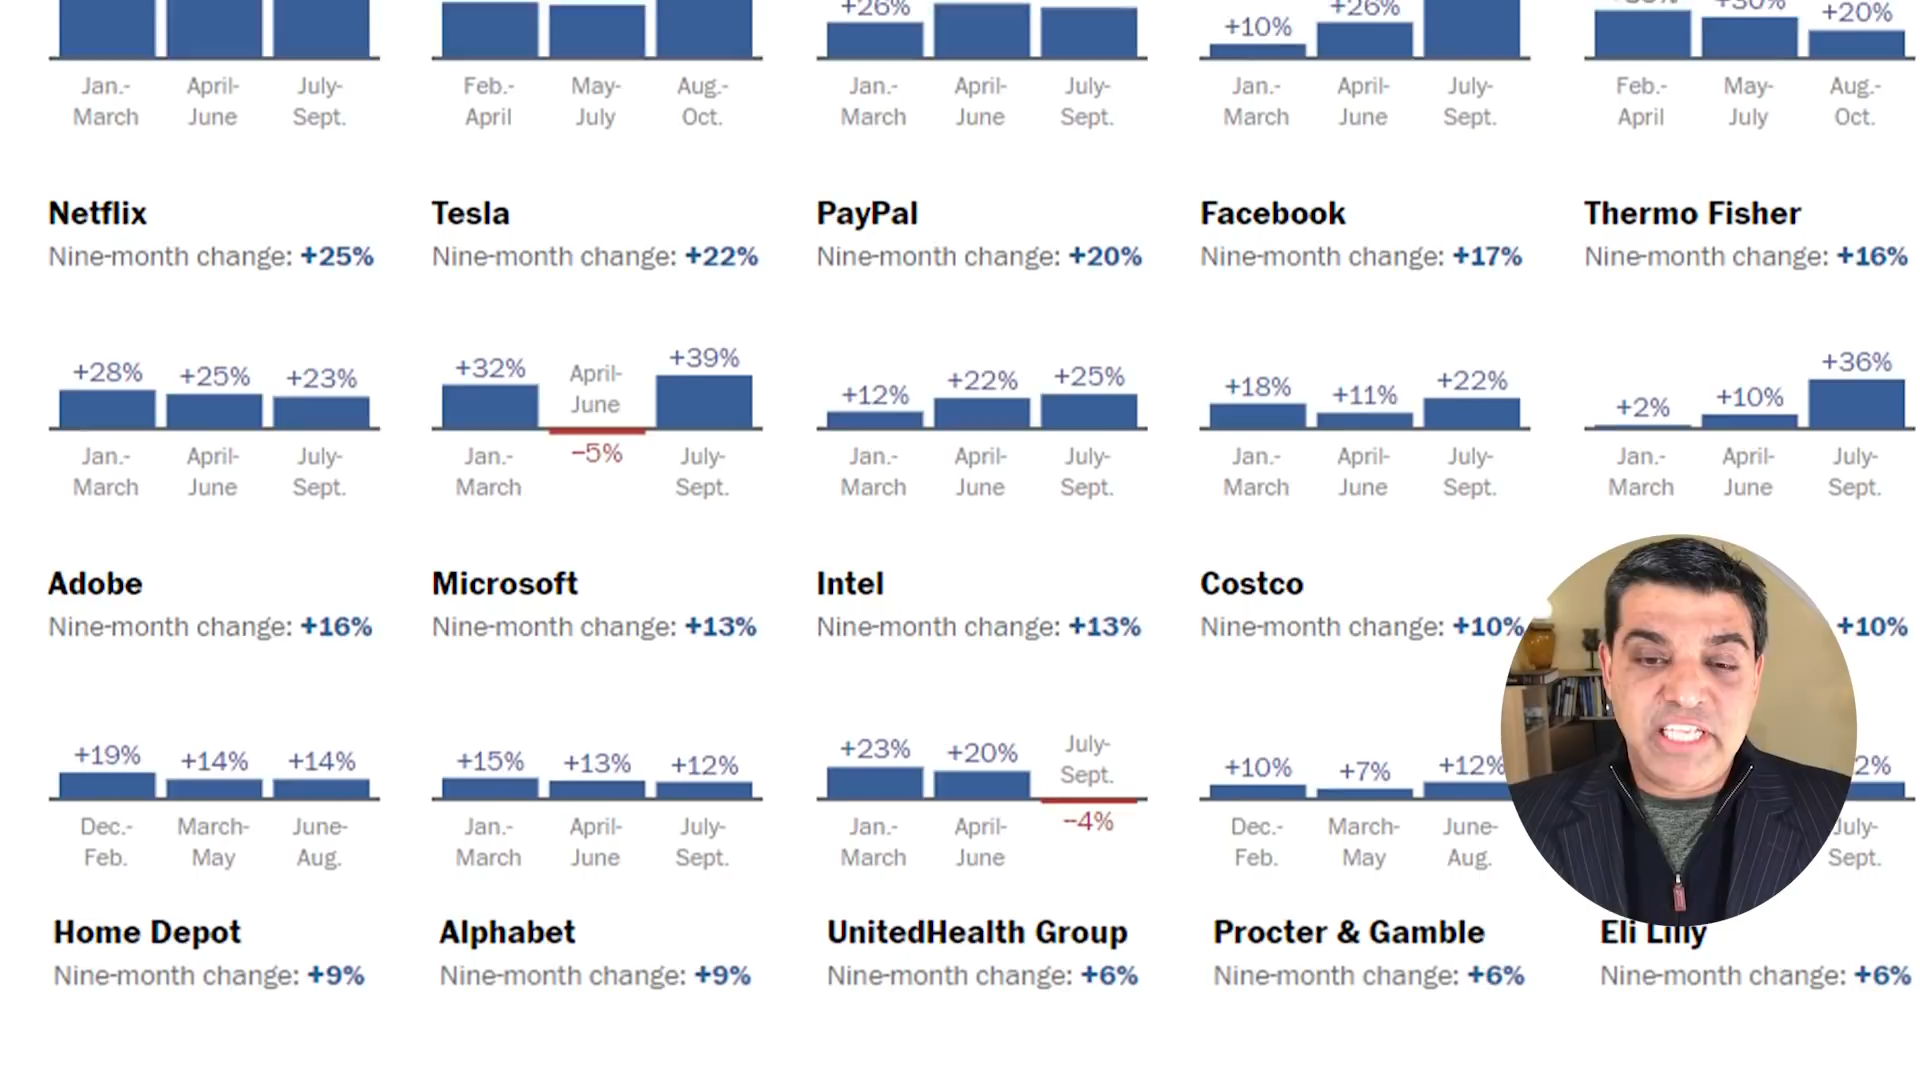 +26%
+10%
+26%
+30%
+20%
Jan.-
March
April-
June
July-
Sept.
Feb.-
April
May-
July
Aug.-
Oct.
Jan.-
March
April-
June
July-
Sept.
Jan.-
March
April-
June
July-
Sept.
Feb.-
April
May-
July
Aug.-
Oct.
Netflix
Nine-month change: +25%
Tesla
Nine-month change: +22%
PayPal
Nine-month change: +20%
Facebook
Nine-month change: +17%
Thermo Fisher
Nine-month change: +16%
+28%
+25%
+23%
Jan.-
March
April-
June
July-
Sept.
+32%
April-
June
−5%
+39%
Jan.-
March
July-
Sept.
+12%
+22%
+25%
Jan.-
March
April-
June
July-
Sept.
+18%
+11%
+22%
Jan.-
March
April-
June
July-
Sept.
+2%
+10%
+36%
Jan.-
March
April-
June
July-
Sept.
Adobe
Nine-month change: +16%
Microsoft
Nine-month change: +13%
Intel
Nine-month change: +13%
Costco
Nine-month change: +10%
+10%
+19%
+14%
+14%
Dec.-
Feb.
March-
May
June-
Aug.
+15%
+13%
+12%
Jan.-
March
April-
June
July-
Sept.
+23%
+20%
July-
Sept.
−4%
Jan.-
March
April-
June
+10%
+7%
+12%
Dec.-
Feb.
March-
May
June-
Aug.
2%
July-
Sept.
Home Depot
Nine-month change: +9%
Alphabet
Nine-month change: +9%
UnitedHealth Group
Nine-month change: +6%
Procter & Gamble
Nine-month change: +6%
Eli Lilly
Nine-month change: +6%